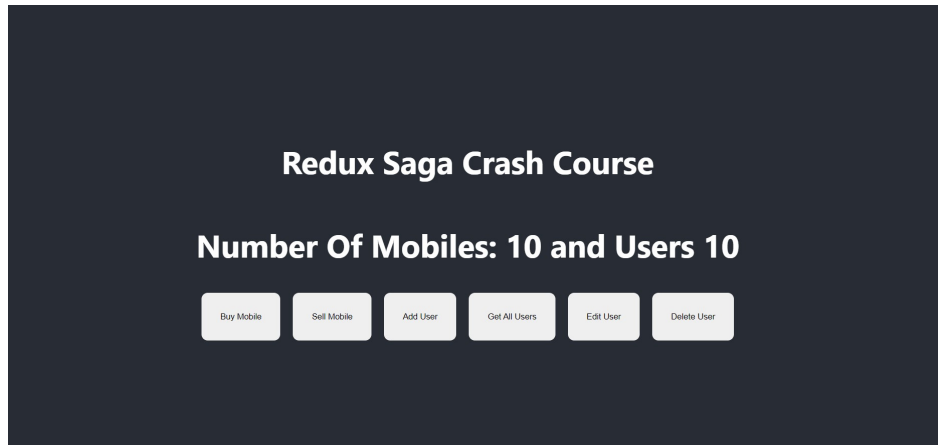 Redux Saga Crash Course
Number Of Mobiles: 10 and Users 10
Buy Mobile Sell Mobile Add User Get All Users Edit User Delete User